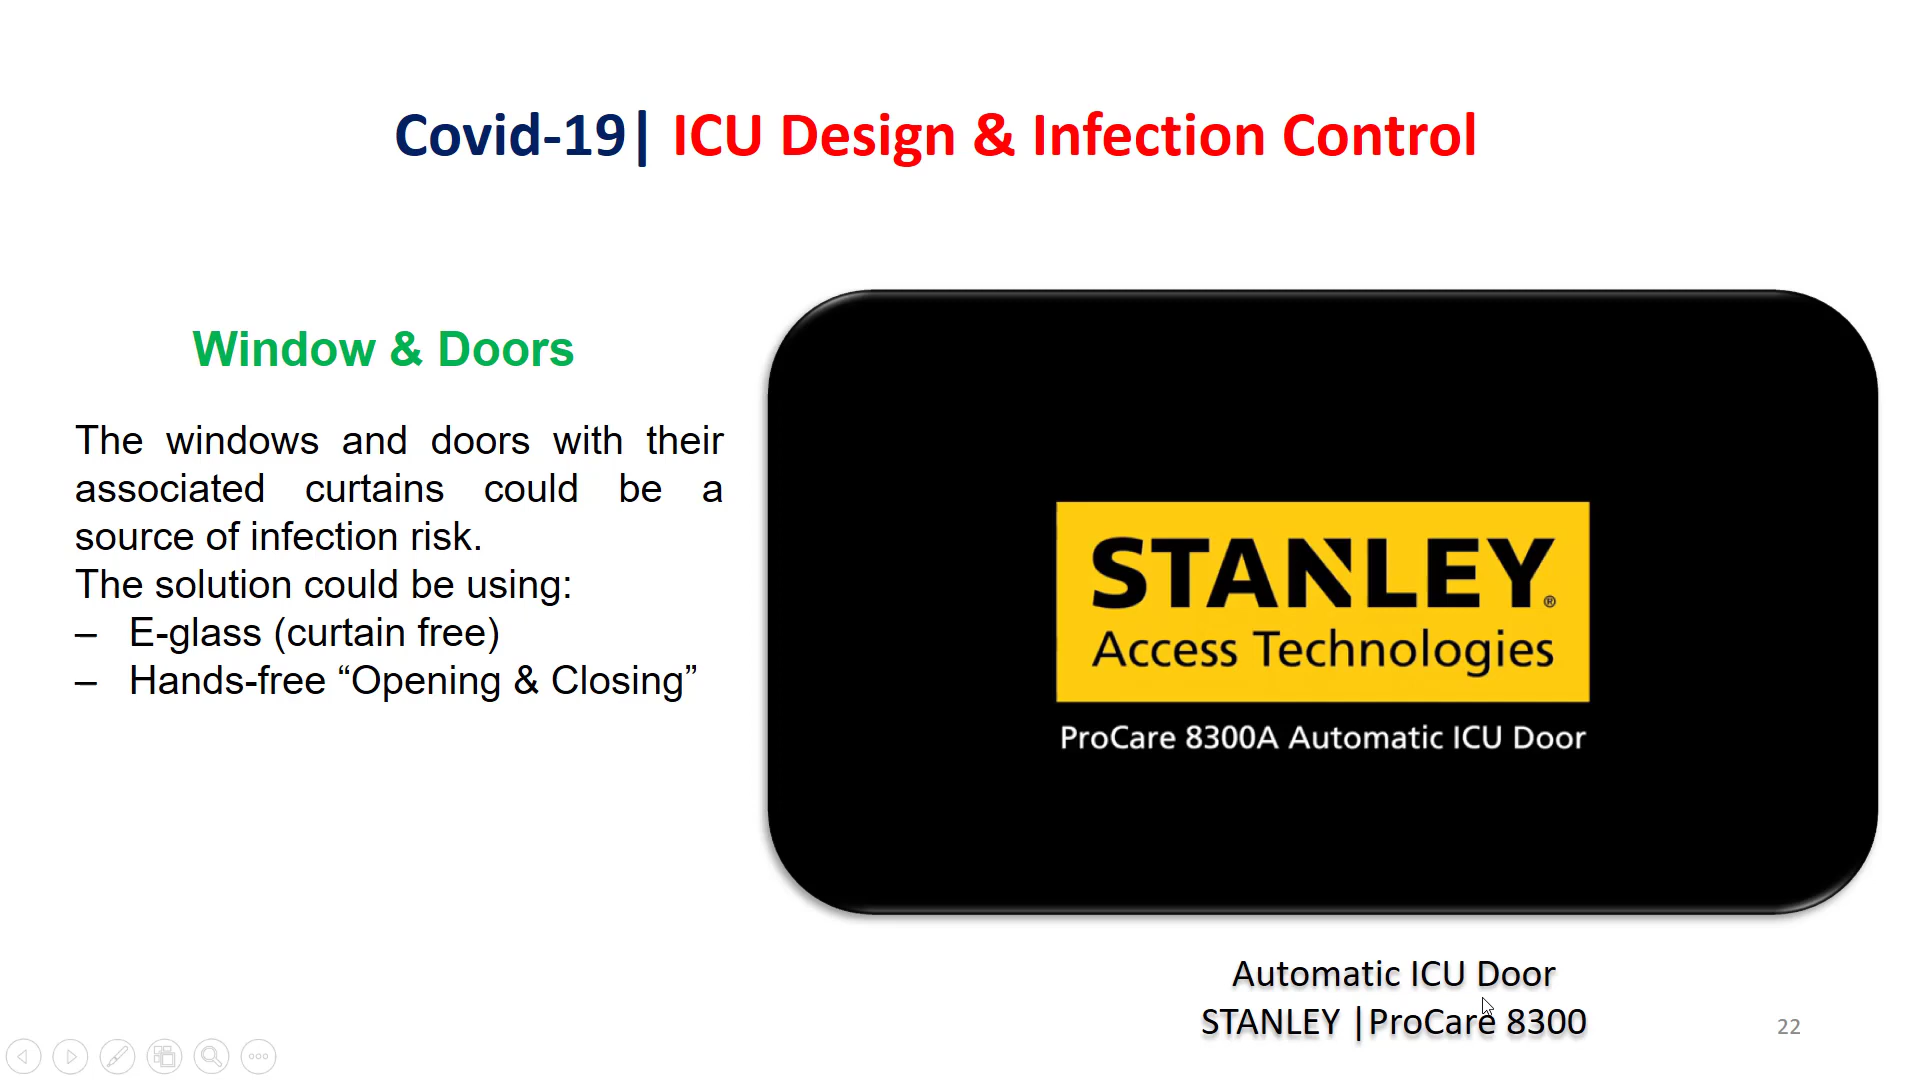 Covid-19| ICU Design & Infection Control
Window & Doors
The windows and doors with their
associated curtains could be a
source of infection risk.
The solution could be using:
– E-glass (curtain free)
– Hands-free “Opening & Closing”
STANLEY®
Access Technologies
ProCare 8300A Automatic ICU Door
Automatic ICU Door
STANLEY |ProCare 8300
22